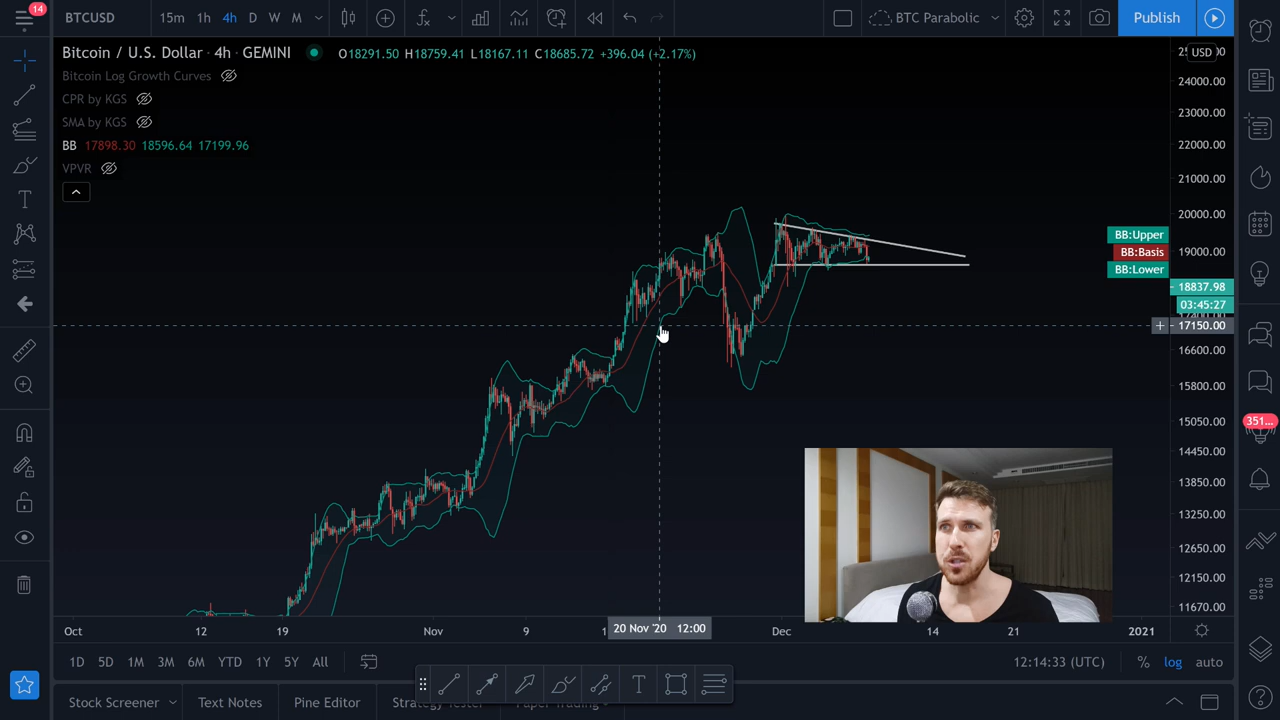 14
BTCUSD 15m 1h 4h D W M BTC Parabolic Publish
Bitcoin / U.S. Dollar · 4h · GEMINI O18291.50 H18759.41 L18167.11 C18685.72 +396.04 (+2.17%)
USD
Bitcoin Log Growth Curves
24000.00
CPR by KGS
23000.00
SMA by KGS
BB 17898.30 18596.64 17199.96
22000.00
VPVR
21000.00
20000.00
BB:Upper
BB:Basis
19000.00
BB:Lower
18837.98
03:45:27
17150.00
16600.00
15800.00
351...
15050.00
14450.00
13850.00
13250.00
12650.00
12150.00
11670.00
Oct 12 19 Nov 9 20 Nov '20 12:00 Dec 14 21 2021
1D 5D 1M 3M 6M YTD 1Y 5Y All 12:14:33 (UTC) % log auto
Stock Screener Text Notes Pine Editor Strategy Tester Paper Trading